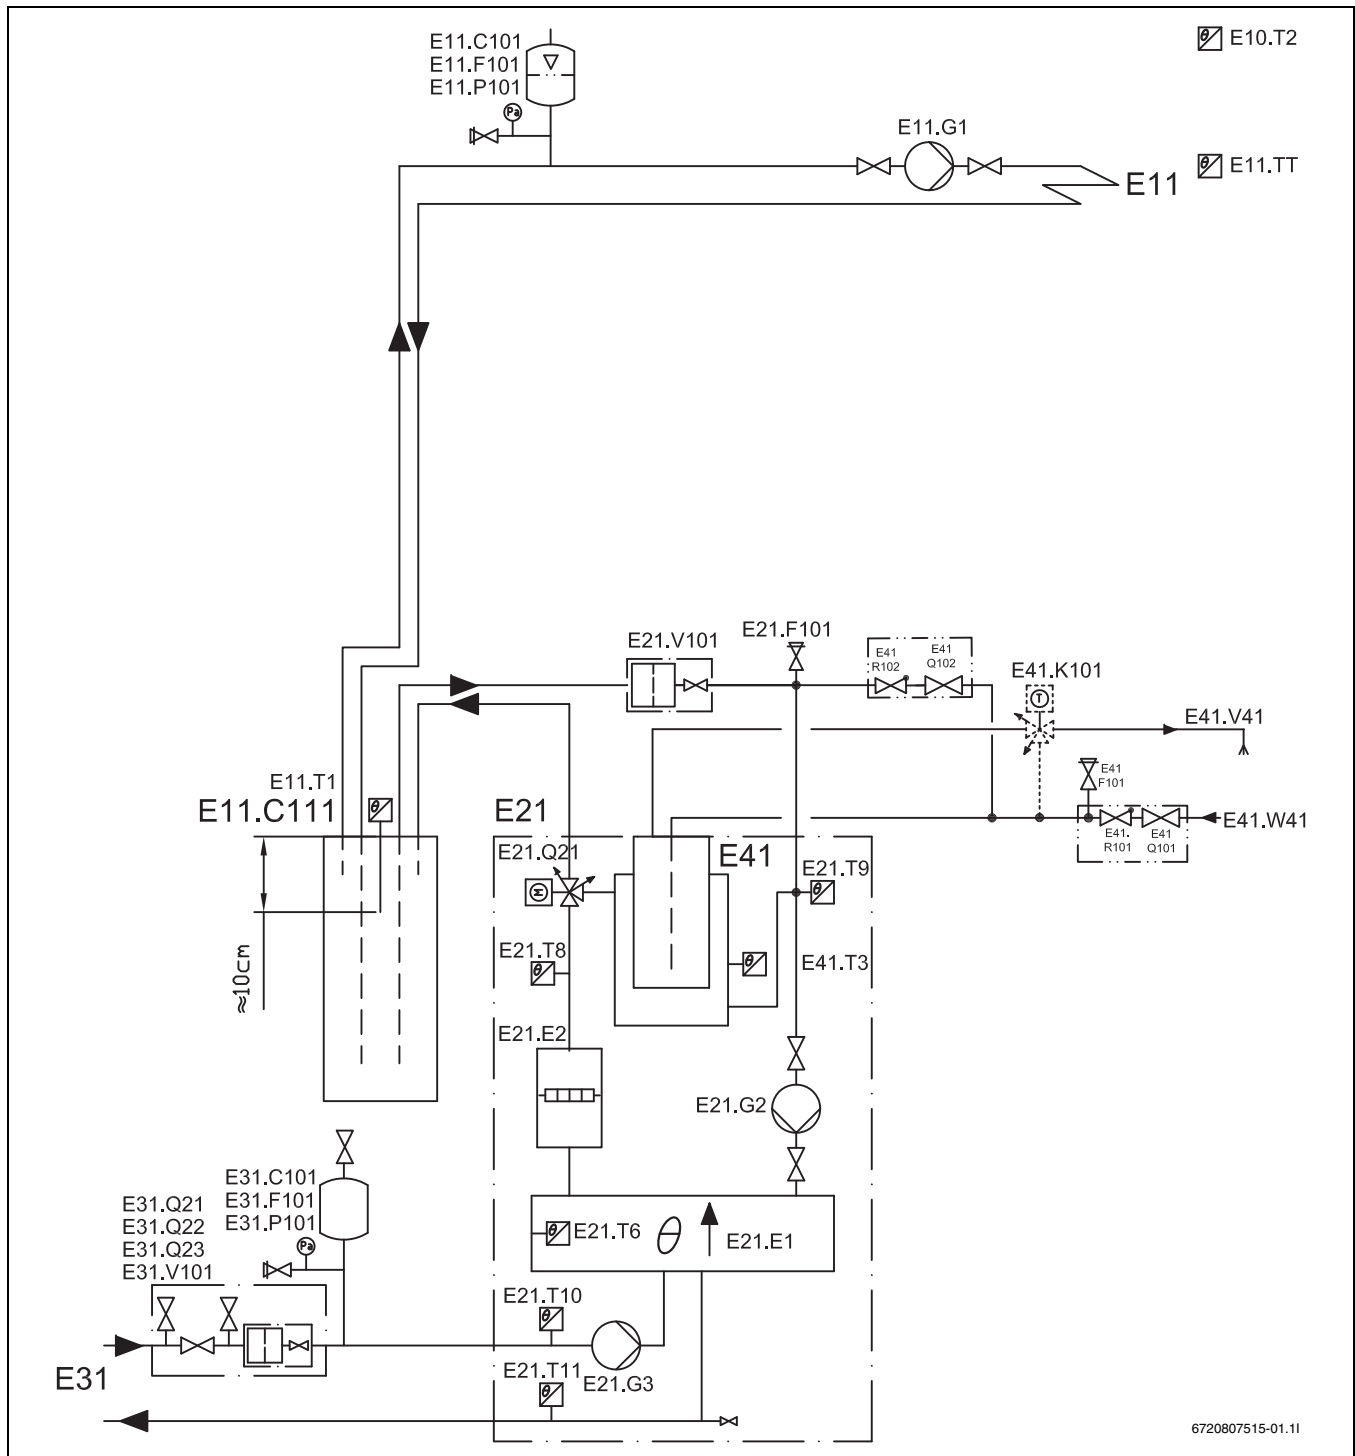 E11.C101
E11.F101
E11.P101
Pa
E10.T2
θ
E11.G1
E11.TT
θ
E11
E21.V101
E21.F101
E41
R102
E41
Q102
E41.K101
T
E41.V41
E41
F101
E41.W41
E41.
R101
E41
Q101
E11.T1
E11.C111
θ
E21
E21.Q21
M
E41
E21.T9
θ
E21.T8
θ
θ
E41.T3
≈10cm
E21.E2
E21.G2
E31.C101
E31.F101
E31.P101
Pa
E31.Q21
E31.Q22
E31.Q23
E31.V101
θ
E21.T6
θ
E21.E1
E21.T10
θ
E31
E21.T11
E21.G3
θ
6720807515-01.1I